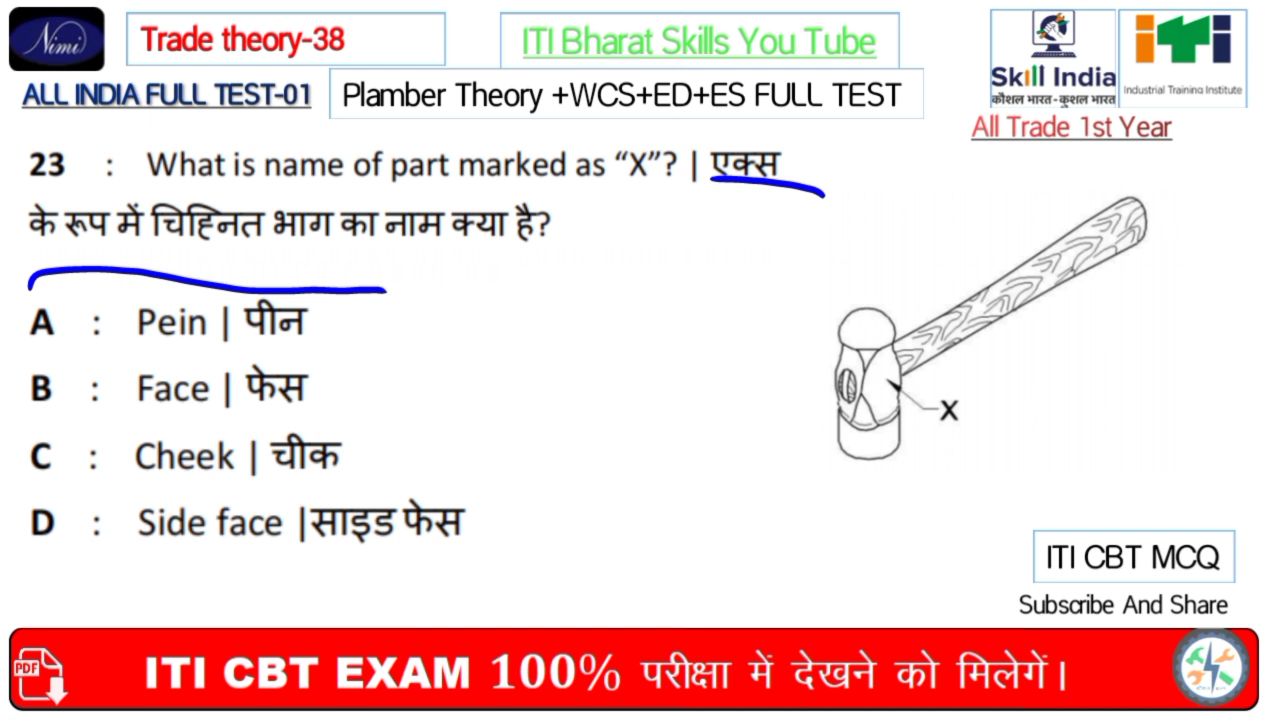 Nimi
Trade theory-38
ITI Bharat Skills You Tube
Skill India
कौशल भारत-कुशल भारत
iTi
Industrial Training Institute
ALL INDIA FULL TEST-01
Plamber Theory +WCS+ED+ES FULL TEST
All Trade 1st Year
23 : What is name of part marked as “X”? | एक्स
के रूप में चिह्नित भाग का नाम क्या है?
A : Pein | पीन
B : Face | फेस
C : Cheek | चीक
D : Side face |साइड फेस
X
ITI CBT MCQ
Subscribe And Share
PDF
ITI CBT EXAM 100% परीक्षा में देखने को मिलेगें।